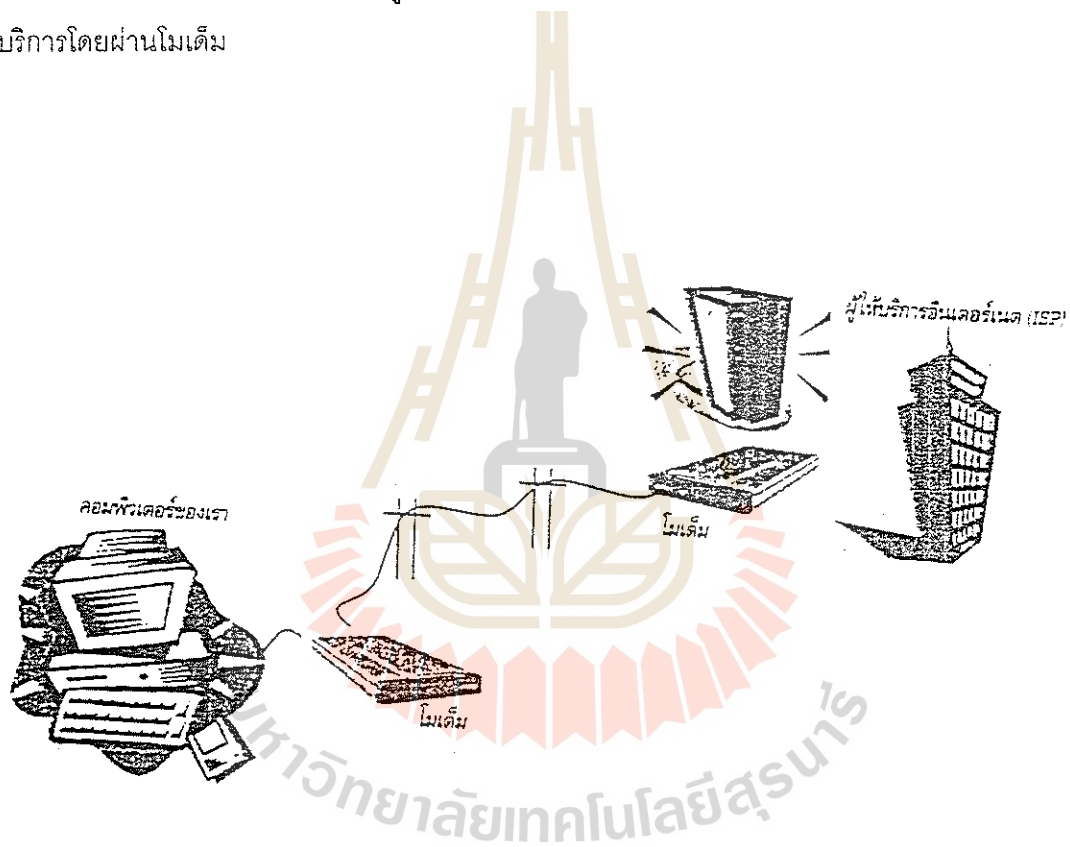 บริการโดยผ่านโมเด็ม
ผู้ให้บริการอินเตอร์เนต (ISP)
คอมพิวเตอร์ของเรา
โมเด็ม
โมเด็ม
มหาวิทยาลัยเทคโนโลยีสุรนารี